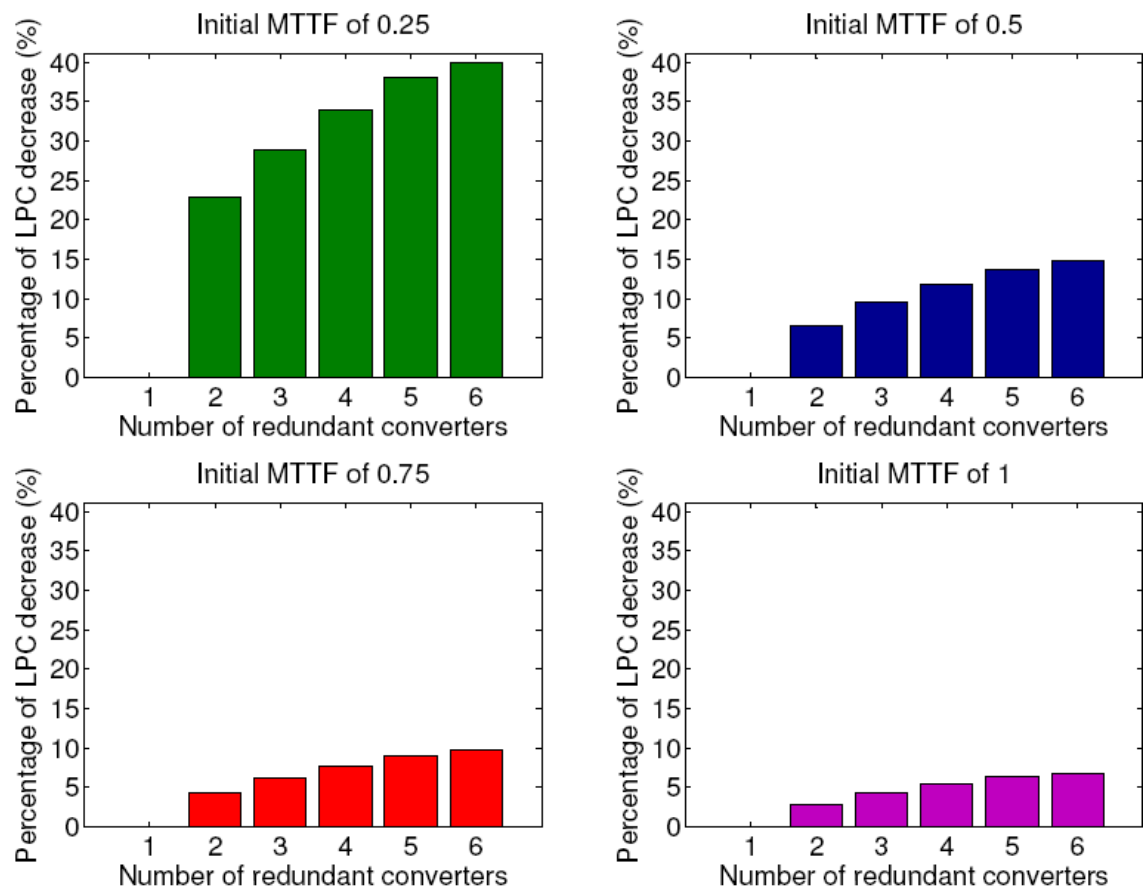 Initial MTTF of 0.25
Percentage of LPC decrease (%)
40
35
30
25
20
15
10
5
0
1 2 3 4 5 6
Number of redundant converters
Initial MTTF of 0.5
Percentage of LPC decrease (%)
40
35
30
25
20
15
10
5
0
1 2 3 4 5 6
Number of redundant converters
Initial MTTF of 0.75
Percentage of LPC decrease (%)
40
35
30
25
20
15
10
5
0
1 2 3 4 5 6
Number of redundant converters
Initial MTTF of 1
Percentage of LPC decrease (%)
40
35
30
25
20
15
10
5
0
1 2 3 4 5 6
Number of redundant converters